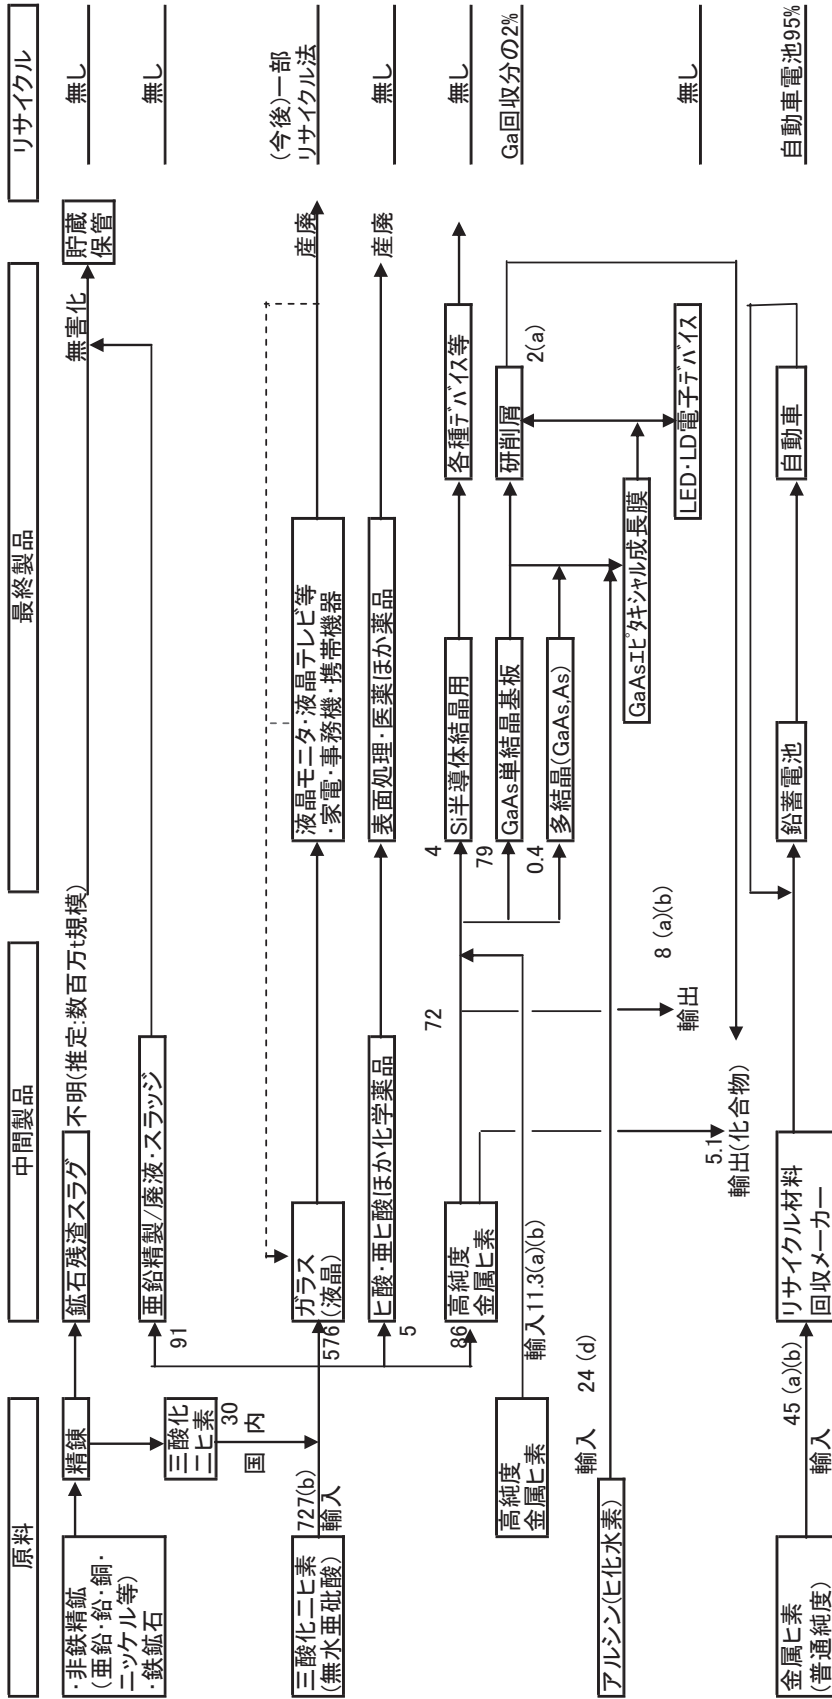 原料
中間製品
最終製品
リサイクル
・非鉄精鉱
(亜鉛・鉛・銅・
ニッケル等)
・鉄鉱石
精錬
鉱石残渣スラグ
不明(推定:数百万t規模)
無害化
貯蔵
保管
無し
三酸化
二ヒ素
30
国内
91
亜鉛精製/廃液・スラッジ
無し
三酸化二ヒ素
(無水亜砒酸)
727(b)
輸入
576
ガラス
(液晶)
液晶モニタ・液晶テレビ等
・家電・事務機・携帯機器
産廃
(今後)一部
リサイクル法
5
ヒ酸・亜ヒ酸ほか化学薬品
表面処理・医薬ほか薬品
産廃
無し
86
高純度
金属ヒ素
72
4
Si半導体結晶用
各種デバイス等
無し
高純度
金属ヒ素
輸入11.3(a)(b)
79
GaAs単結晶基板
研削屑
2(a)
Ga回収分の2%
0.4
多結晶(GaAs,As)
アルシン(ヒ化水素)
輸入
24 (d)
GaAsエピタキシャル成長膜
8 (a)(b)
輸出
LED・LD電子デバイス
無し
5.1
輸出(化合物)
金属ヒ素
(普通純度)
45 (a)(b)
輸入
リサイクル材料
回収メーカー
鉛蓄電池
自動車
自動車電池95%